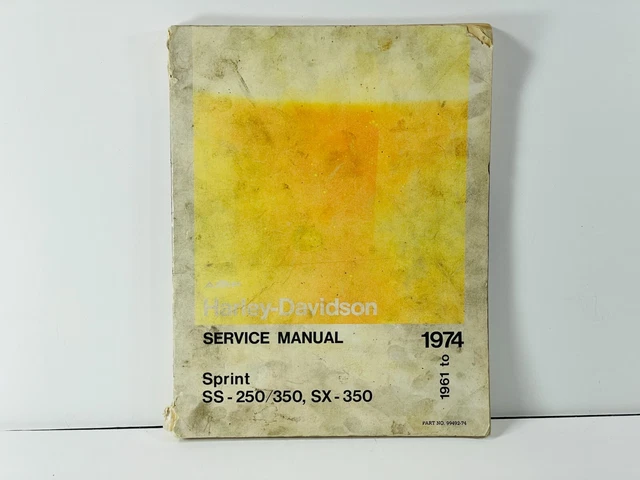 Harley-Davidson
SERVICE MANUAL
1974
1961 to
Sprint
SS-250/350, SX-350
PART NO. 99492-74